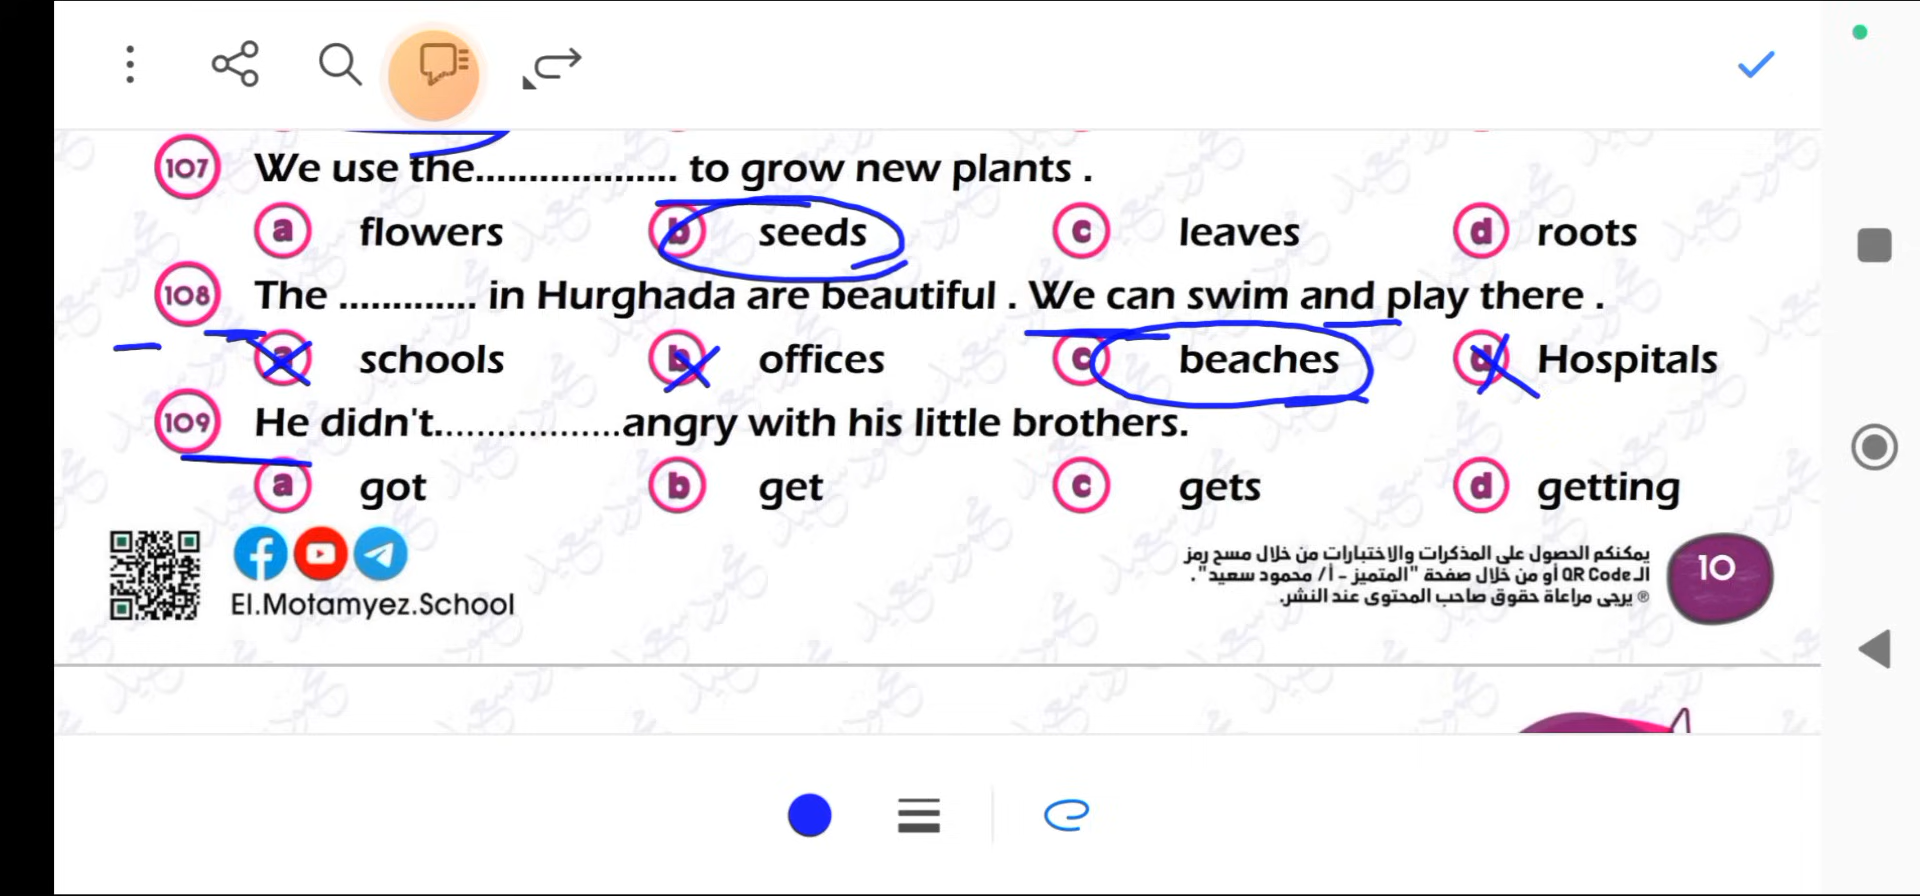 107 We use the................... to grow new plants .
a flowers b seeds c leaves d roots
108 The ............. in Hurghada are beautiful . We can swim and play there .
a schools b offices c beaches d Hospitals
109 He didn't..................angry with his little brothers.
a got b get c gets d getting
El.Motamyez.School
يمكنكم الحصول على المذكرات والاختبارات من خلال مسح رمز
الـ QR Code أو من خلال صفحة "المتميز - أ/ محمود سعيد".
® يرجى مراعاة حقوق صاحب المحتوى عند النشر.
10